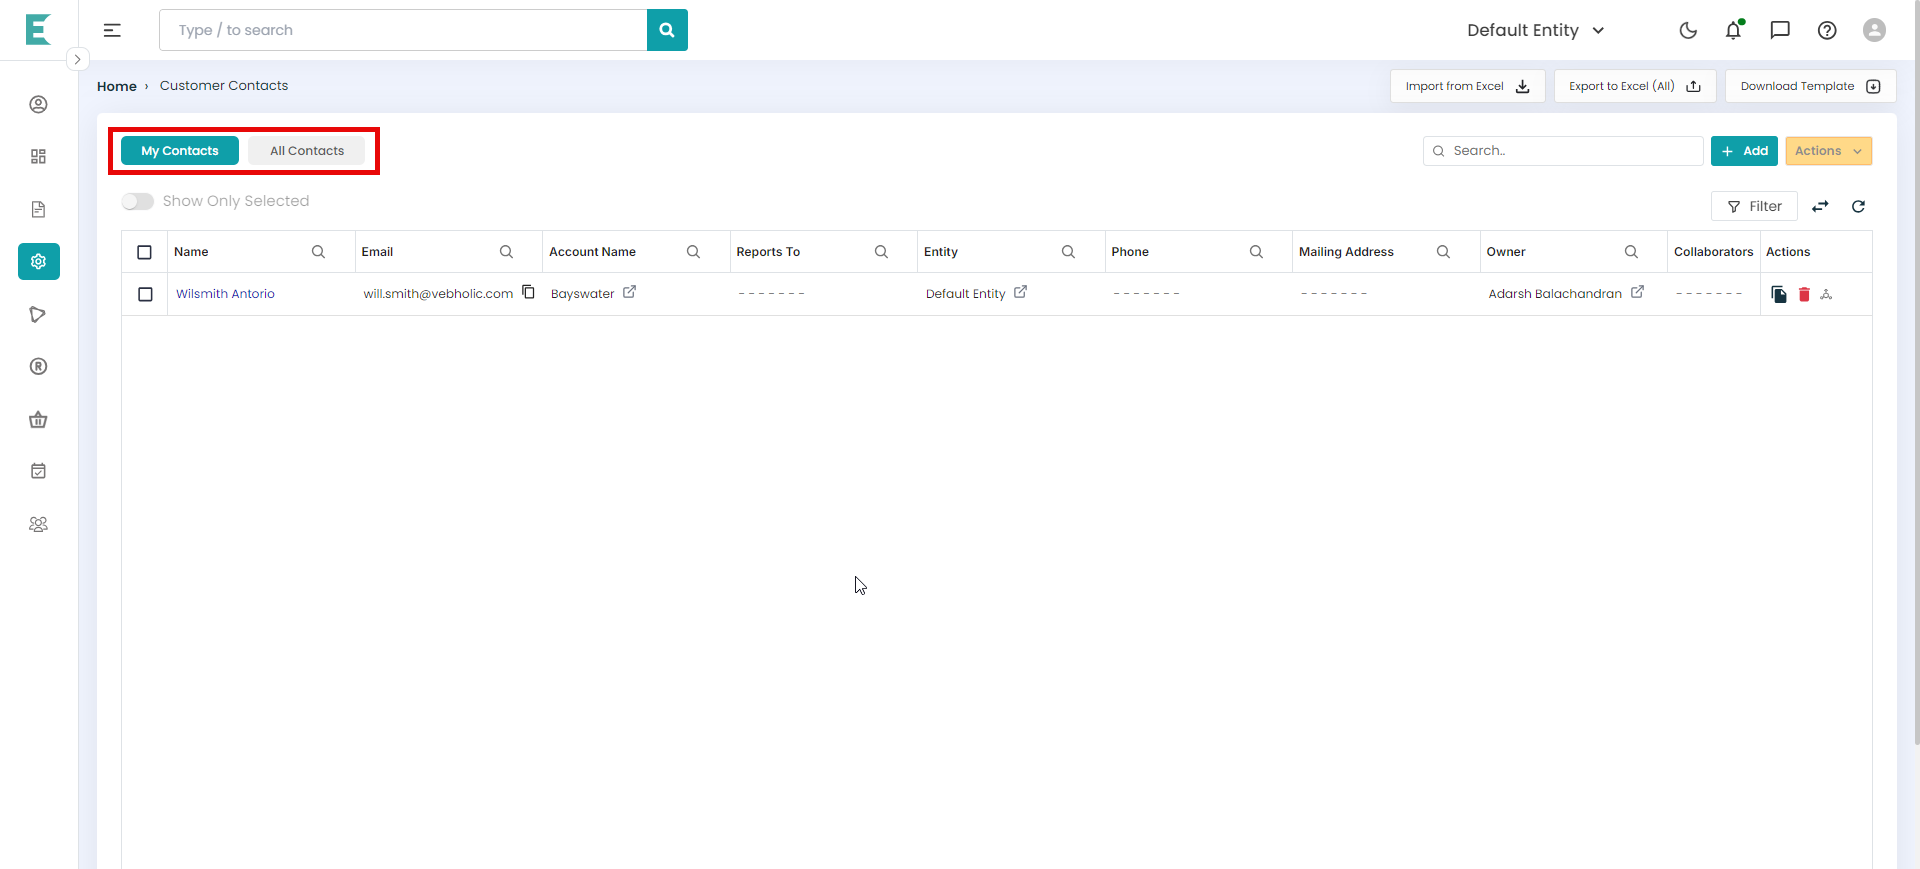 Type / to search
Default Entity
Home › Customer Contacts
Import from Excel
Export to Excel (All)
Download Template
My Contacts
All Contacts
Search..
+ Add
Actions
Show Only Selected
Filter
Name Email Account Name Reports To Entity Phone Mailing Address Owner Collaborators Actions
Wilsmith Antorio will.smith@vebholic.com Bayswater - - - - - - - Default Entity - - - - - - - - - - - - - - Adarsh Balachandran - - - - - - -